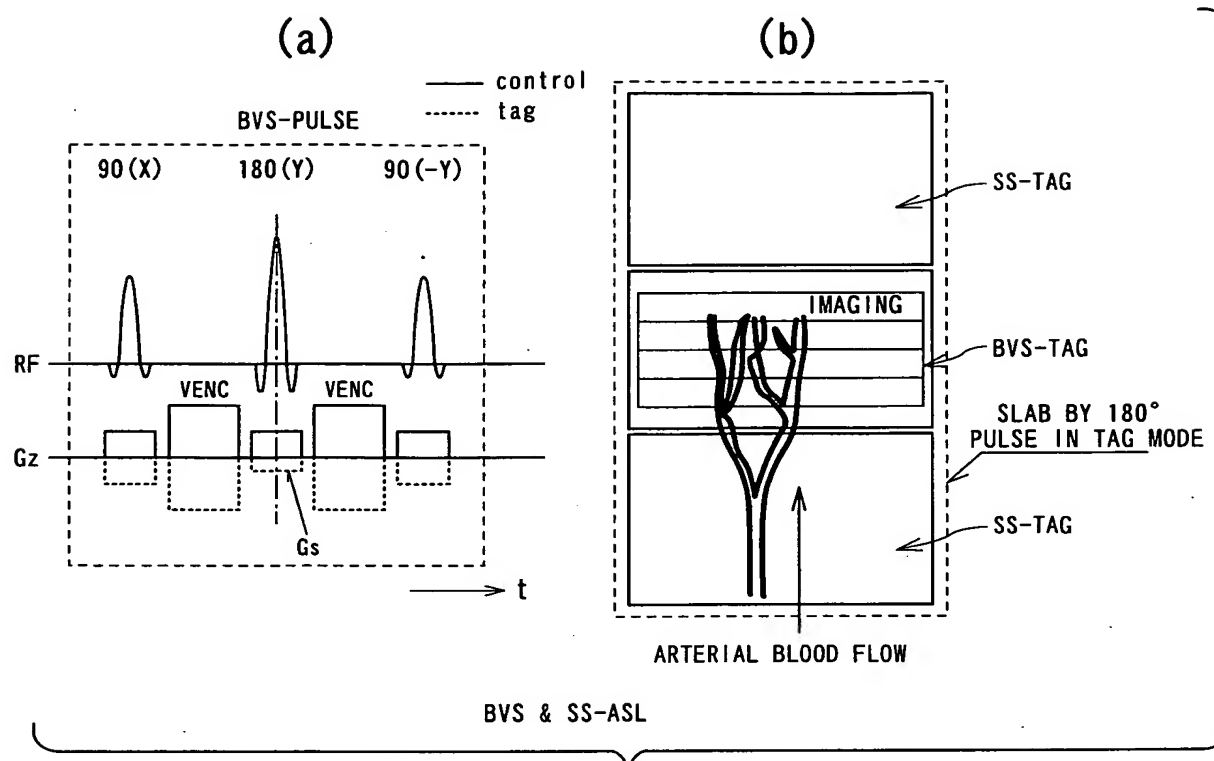 (a)
(b)
control
tag
BVS-PULSE
90(X) 180(Y) 90(-Y)
RF
VENC VENC
Gz
Gs
t
SS-TAG
IMAGING
BVS-TAG
SLAB BY 180°
PULSE IN TAG MODE
SS-TAG
ARTERIAL BLOOD FLOW
BVS & SS-ASL